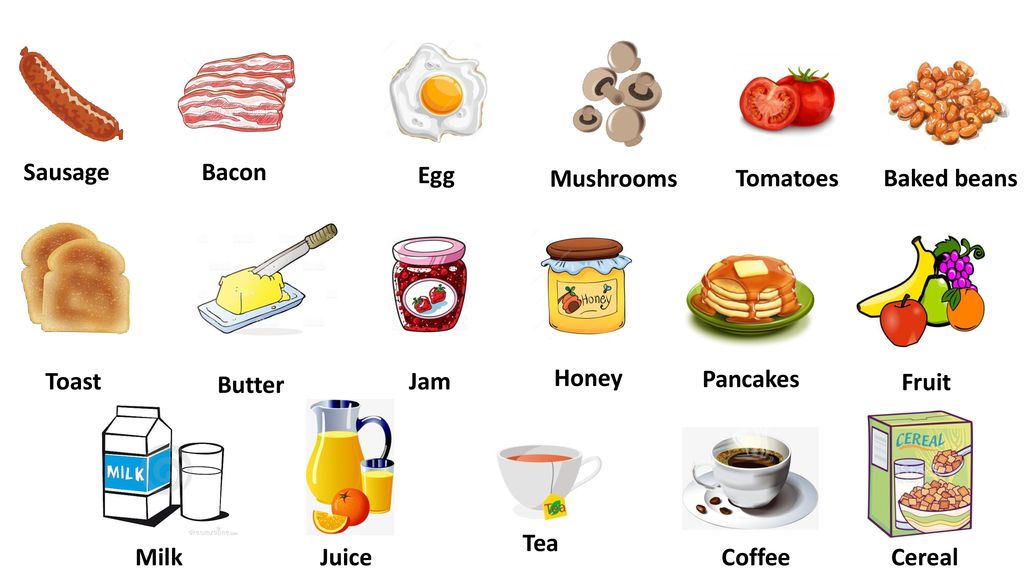 Sausage
Bacon
Egg
Mushrooms
Tomatoes
Baked beans
Honey
Toast
Butter
Jam
Honey
Pancakes
Fruit
MILK
CEREAL
Tea
Milk
Juice
Tea
Coffee
Cereal